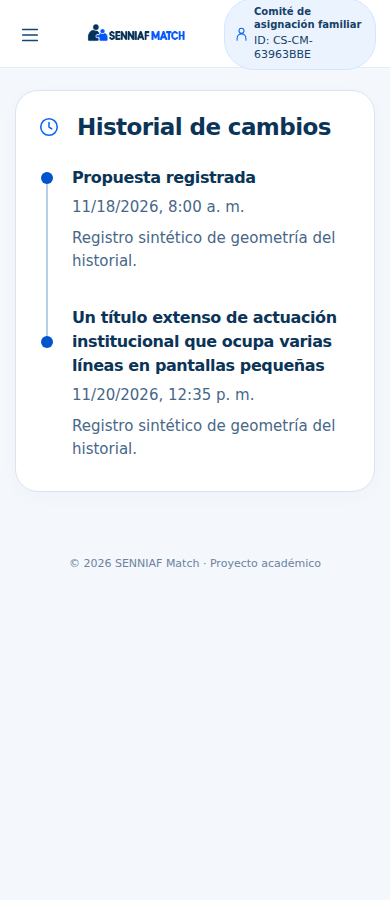 SENNIAF MATCH
Comité de
asignación familiar
ID: CS-CM-
63963BBE
Historial de cambios
Propuesta registrada
11/18/2026, 8:00 a. m.
Registro sintético de geometría del
historial.
Un título extenso de actuación
institucional que ocupa varias
líneas en pantallas pequeñas
11/20/2026, 12:35 p. m.
Registro sintético de geometría del
historial.
© 2026 SENNIAF Match · Proyecto académico